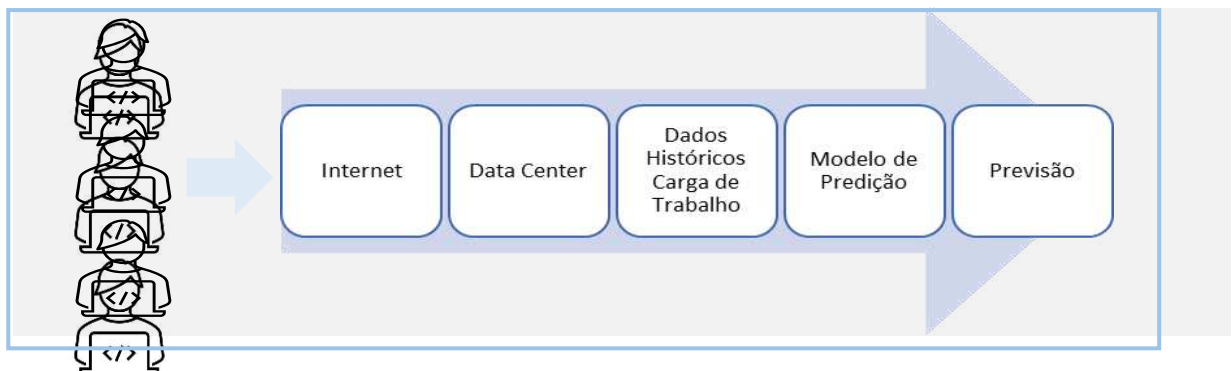 </>
</>
</>
</>
</>
</>
Internet
Data Center
Dados
Históricos
Carga de
Trabalho
Modelo de
Predição
Previsão